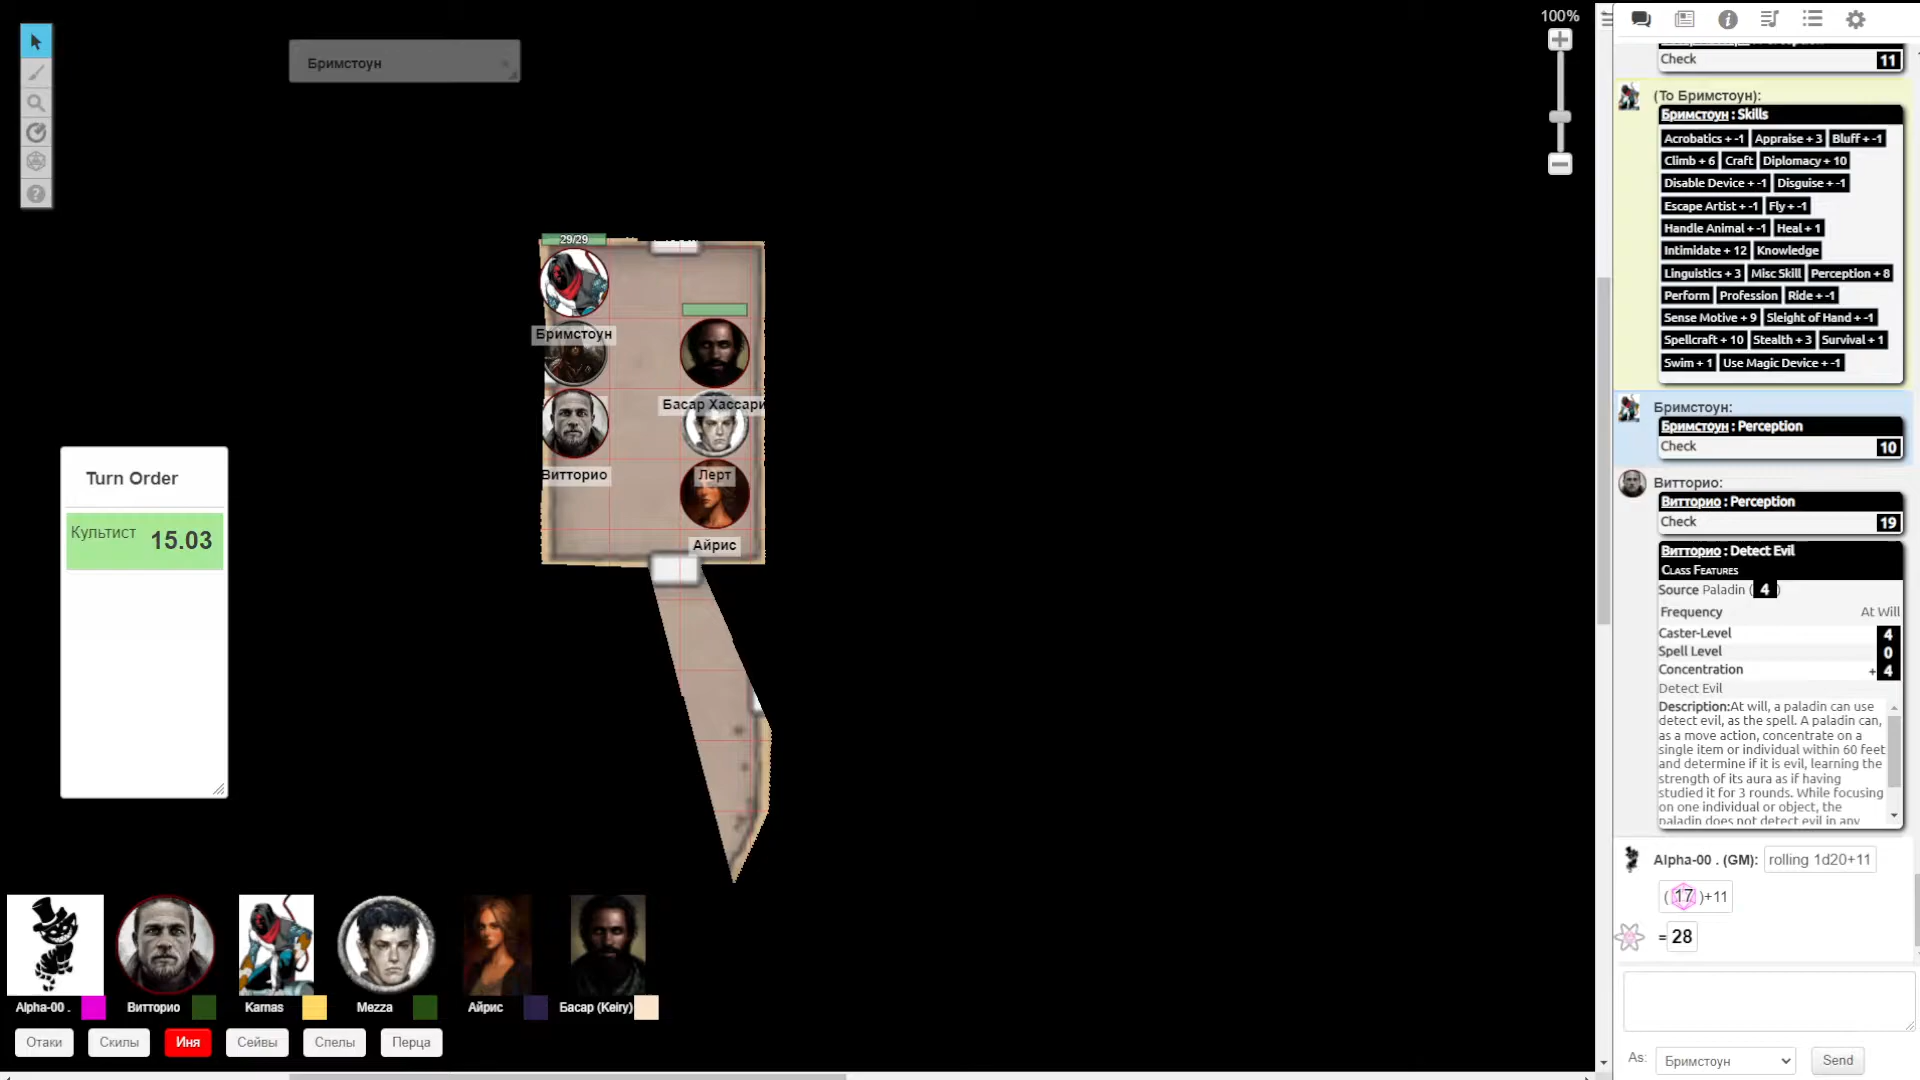 Бримстоун
100%
29/29
Бримстоун
Басар Хассари
Витторио
Лерт
Айрис
Turn Order
Культист 15.03
Alpha-00 .
Витторио
Karnas
Mezza
Айрис
Басар (Keiry)
Отаки
Скилы
Иня
Сейвы
Спелы
Перца
Check 11
(To Бримстоун):
Бримстоун : Skills
Acrobatics + -1 Appraise + 3 Bluff + -1
Climb + 6 Craft Diplomacy + 10
Disable Device + -1 Disguise + -1
Escape Artist + -1 Fly + -1
Handle Animal + -1 Heal + 1
Intimidate + 12 Knowledge
Linguistics + 3 Misc Skill Perception + 8
Perform Profession Ride + -1
Sense Motive + 9 Sleight of Hand + -1
Spellcraft + 10 Stealth + 3 Survival + 1
Swim + 1 Use Magic Device + -1
Бримстоун:
Бримстоун : Perception
Check 10
Витторио:
Витторио : Perception
Check 19
Витторио : Detect Evil
Class Features
Source Paladin ( 4 )
Frequency At Will
Caster-Level 4
Spell Level 0
Concentration + 4
Detect Evil
Description:At will, a paladin can use
detect evil, as the spell. A paladin can,
as a move action, concentrate on a
single item or individual within 60 feet
and determine if it is evil, learning the
strength of its aura as if having
studied it for 3 rounds. While focusing
on one individual or object, the
paladin does not detect evil in any
Alpha-00 . (GM): rolling 1d20+11
( 17 )+11
= 28
As: Бримстоун Send